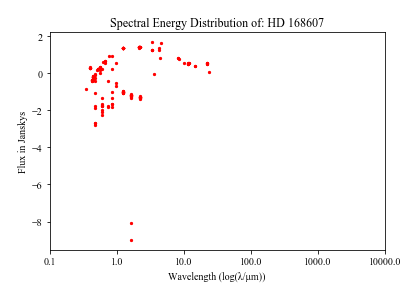 Spectral Energy Distribution of: HD 168607
Flux in Janskys
2
0
−2
−4
−6
−8
0.1 1.0 10.0 100.0 1000.0 10000.0
Wavelength (log(λ/μm))